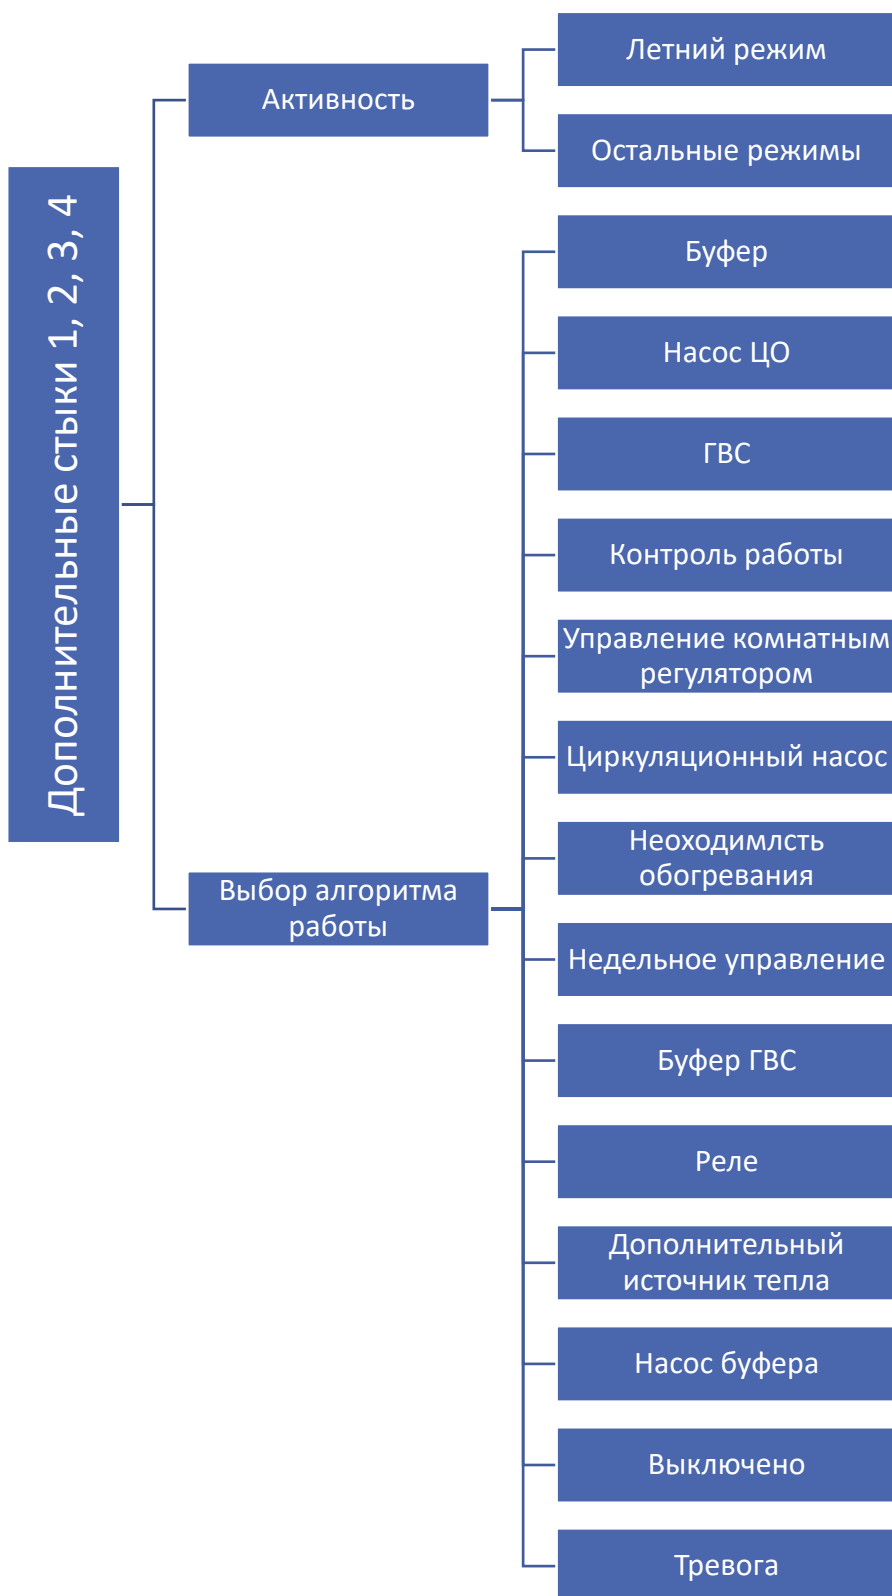 Дополнительные стыки 1, 2, 3, 4
Активность
Летний режим
Остальные режимы
Выбор алгоритма
работы
Буфер
Насос ЦО
ГВС
Контроль работы
Управление комнатным
регулятором
Циркуляционный насос
Неоходимлсть
обогревания
Недельное управление
Буфер ГВС
Реле
Дополнительный
источник тепла
Насос буфера
Выключено
Тревога